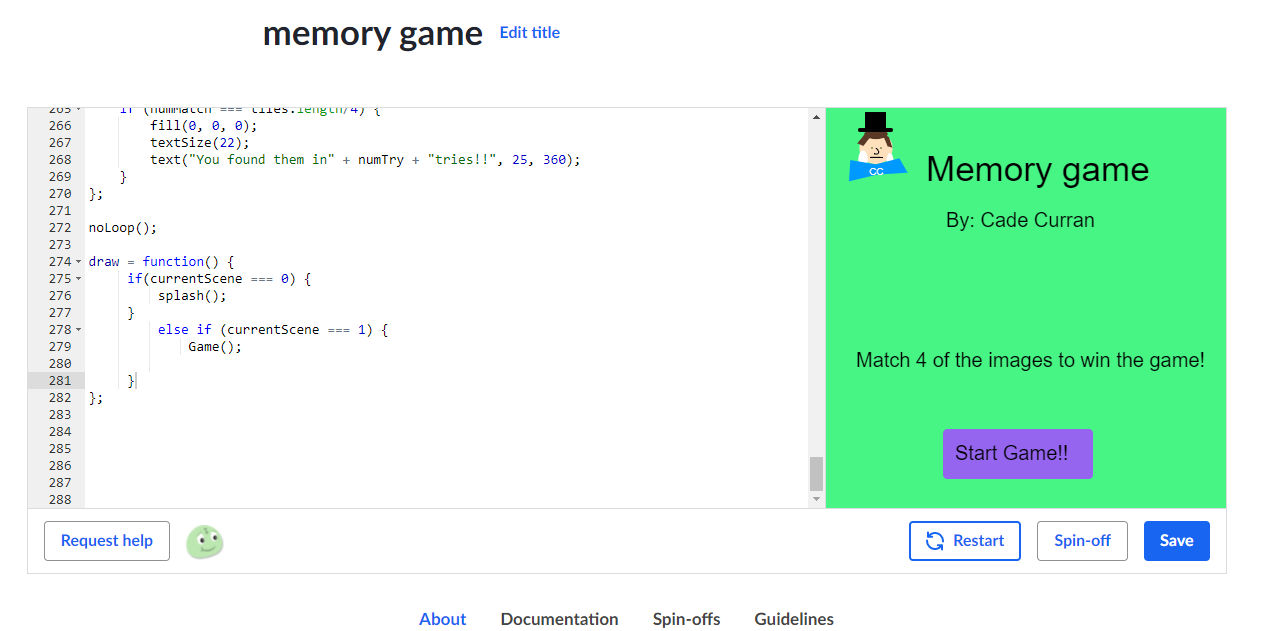 memory game Edit title
265 if (numMatch === tiles.length/4) {
266 fill(0, 0, 0);
267 textSize(22);
268 text("You found them in" + numTry + "tries!!", 25, 360);
269 }
270 };
271
272 noLoop();
273
274 draw = function() {
275 if(currentScene === 0) {
276 splash();
277 }
278 else if (currentScene === 1) {
279 Game();
280
281 }
282 };
283
284
285
286
287
288
CC
Memory game
By: Cade Curran
Match 4 of the images to win the game!
Start Game!!
Request help Restart Spin-off Save
About Documentation Spin-offs Guidelines